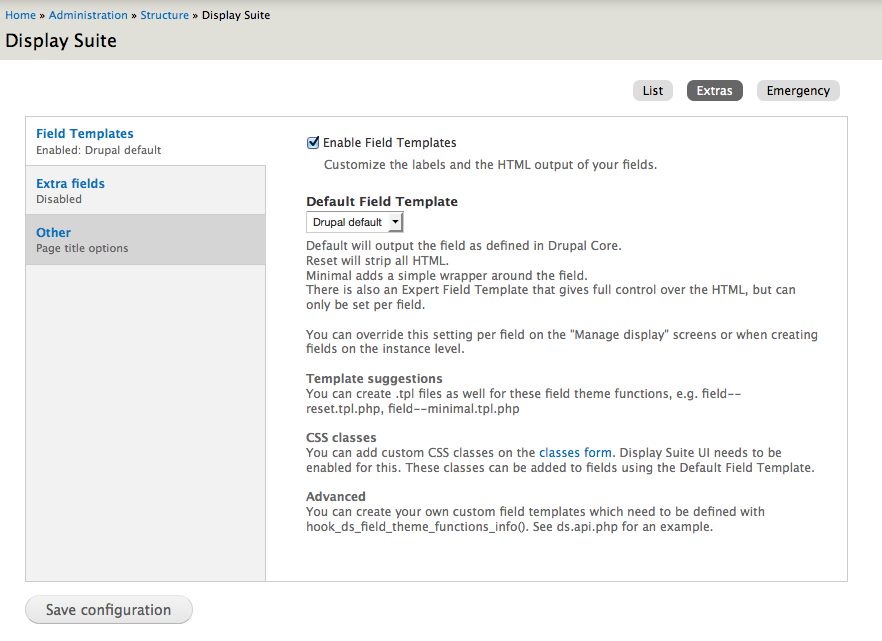 Home » Administration » Structure » Display Suite
Display Suite
List
Extras
Emergency
Field Templates
Enabled: Drupal default
Extra fields
Disabled
Other
Page title options
Enable Field Templates
Customize the labels and the HTML output of your fields.
Default Field Template
Drupal default
Default will output the field as defined in Drupal Core.
Reset will strip all HTML.
Minimal adds a simple wrapper around the field.
There is also an Expert Field Template that gives full control over the HTML, but can
only be set per field.
You can override this setting per field on the "Manage display" screens or when creating
fields on the instance level.
Template suggestions
You can create .tpl files as well for these field theme functions, e.g. field--
reset.tpl.php, field--minimal.tpl.php
CSS classes
You can add custom CSS classes on the classes form. Display Suite UI needs to be
enabled for this. These classes can be added to fields using the Default Field Template.
Advanced
You can create your own custom field templates which need to be defined with
hook_ds_field_theme_functions_info(). See ds.api.php for an example.
Save configuration